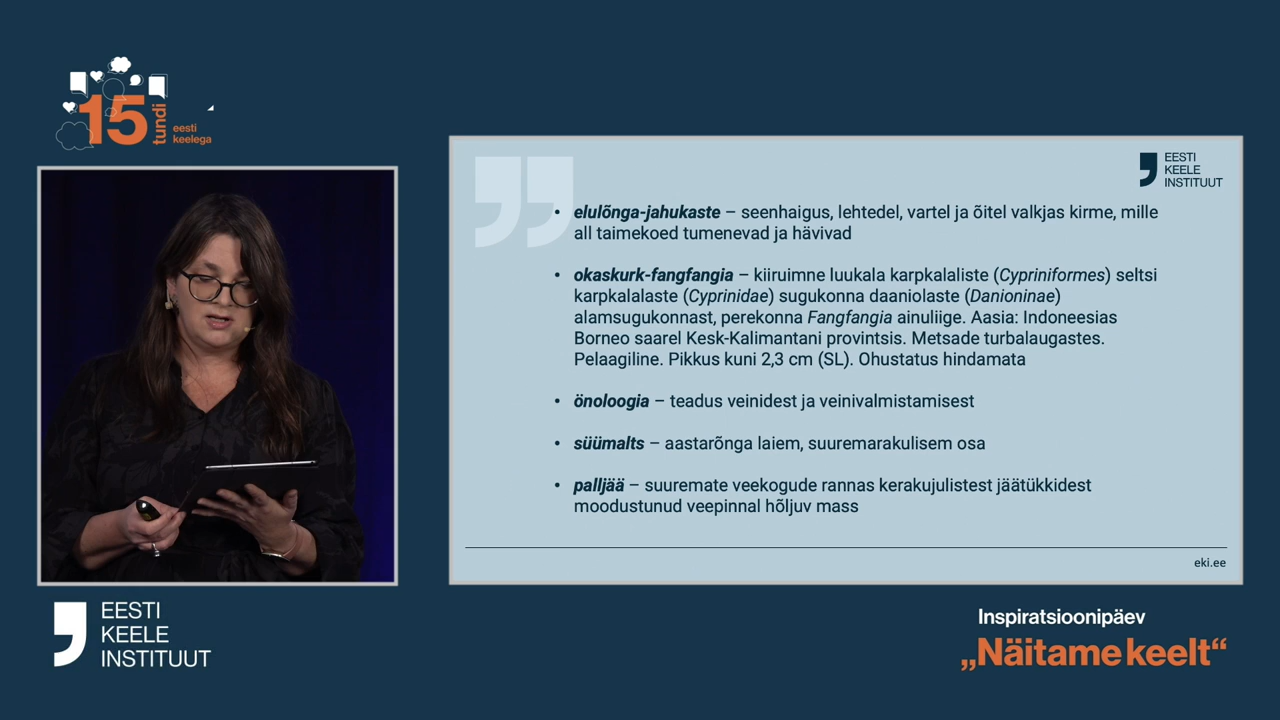 15 tundi
eesti
keelega
EESTI
KEELE
INSTITUUT
• elulõnga-jahukaste – seenhaigus, lehtedel, vartel ja õitel valkjas kirme, mille
all taimekoed tumenevad ja hävivad
• okaskurk-fangfangia – kiiruimne luukala karpkalaliste (Cypriniformes) seltsi
karpkalalaste (Cyprinidae) sugukonna daaniolaste (Danioninae)
alamsugukonnast, perekonna Fangfangia ainuliige. Aasia: Indoneesias
Borneo saarel Kesk-Kalimantani provintsis. Metsade turbalaugastes.
Pelaagiline. Pikkus kuni 2,3 cm (SL). Ohustatus hindamata
• önoloogia – teadus veinidest ja veinivalmistamisest
• süümalts – aastarõnga laiem, suuremarakulisem osa
• palljää – suuremate veekogude rannas kerakujulistest jäätükkidest
moodustunud veepinnal hõljuv mass
eki.ee
EESTI
KEELE
INSTITUUT
Inspiratsioonipäev
„Näitame keelt“